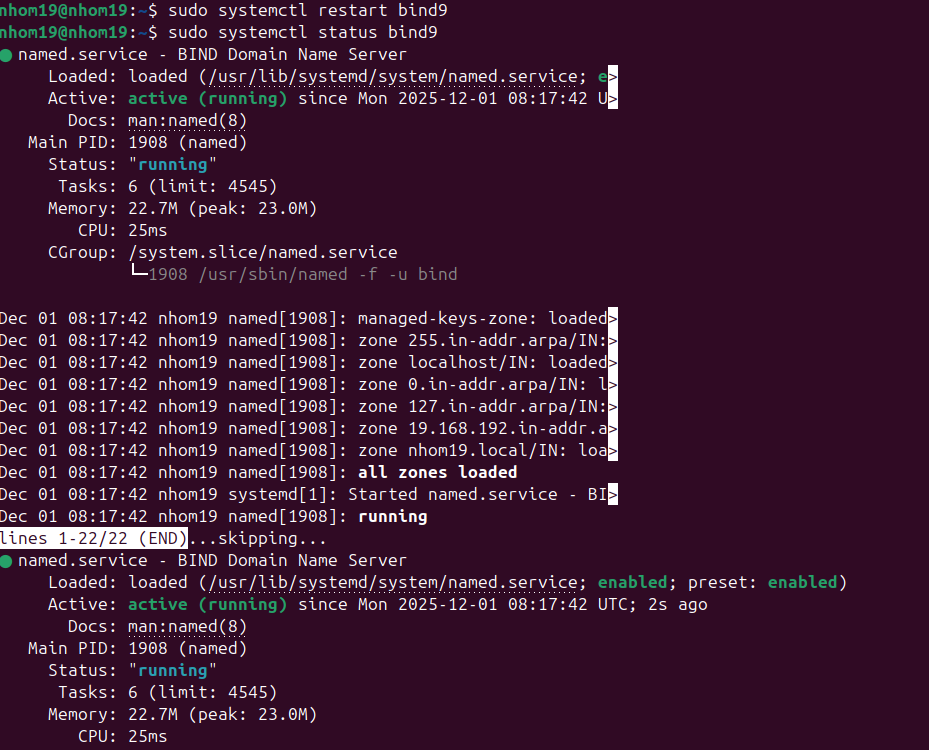 nhom19@nhom19:~$ sudo systemctl restart bind9
nhom19@nhom19:~$ sudo systemctl status bind9
● named.service - BIND Domain Name Server
Loaded: loaded (/usr/lib/systemd/system/named.service; e>
Active: active (running) since Mon 2025-12-01 08:17:42 U>
Docs: man:named(8)
Main PID: 1908 (named)
Status: "running"
Tasks: 6 (limit: 4545)
Memory: 22.7M (peak: 23.0M)
CPU: 25ms
CGroup: /system.slice/named.service
└─1908 /usr/sbin/named -f -u bind
Dec 01 08:17:42 nhom19 named[1908]: managed-keys-zone: loaded>
Dec 01 08:17:42 nhom19 named[1908]: zone 255.in-addr.arpa/IN:>
Dec 01 08:17:42 nhom19 named[1908]: zone localhost/IN: loaded>
Dec 01 08:17:42 nhom19 named[1908]: zone 0.in-addr.arpa/IN: l>
Dec 01 08:17:42 nhom19 named[1908]: zone 127.in-addr.arpa/IN:>
Dec 01 08:17:42 nhom19 named[1908]: zone 19.168.192.in-addr.a>
Dec 01 08:17:42 nhom19 named[1908]: zone nhom19.local/IN: loa>
Dec 01 08:17:42 nhom19 named[1908]: all zones loaded
Dec 01 08:17:42 nhom19 systemd[1]: Started named.service - BI>
Dec 01 08:17:42 nhom19 named[1908]: running
lines 1-22/22 (END)...skipping...
● named.service - BIND Domain Name Server
Loaded: loaded (/usr/lib/systemd/system/named.service; enabled; preset: enabled)
Active: active (running) since Mon 2025-12-01 08:17:42 UTC; 2s ago
Docs: man:named(8)
Main PID: 1908 (named)
Status: "running"
Tasks: 6 (limit: 4545)
Memory: 22.7M (peak: 23.0M)
CPU: 25ms